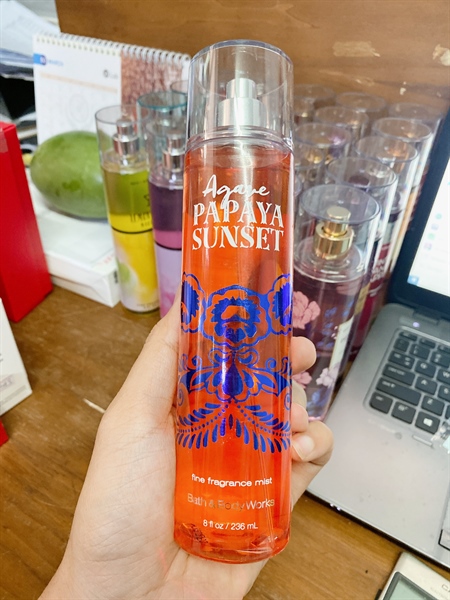 Agave
PAPAYA
SUNSET
fine fragrance mist
Bath & Body Works
8 fl oz / 236 mL